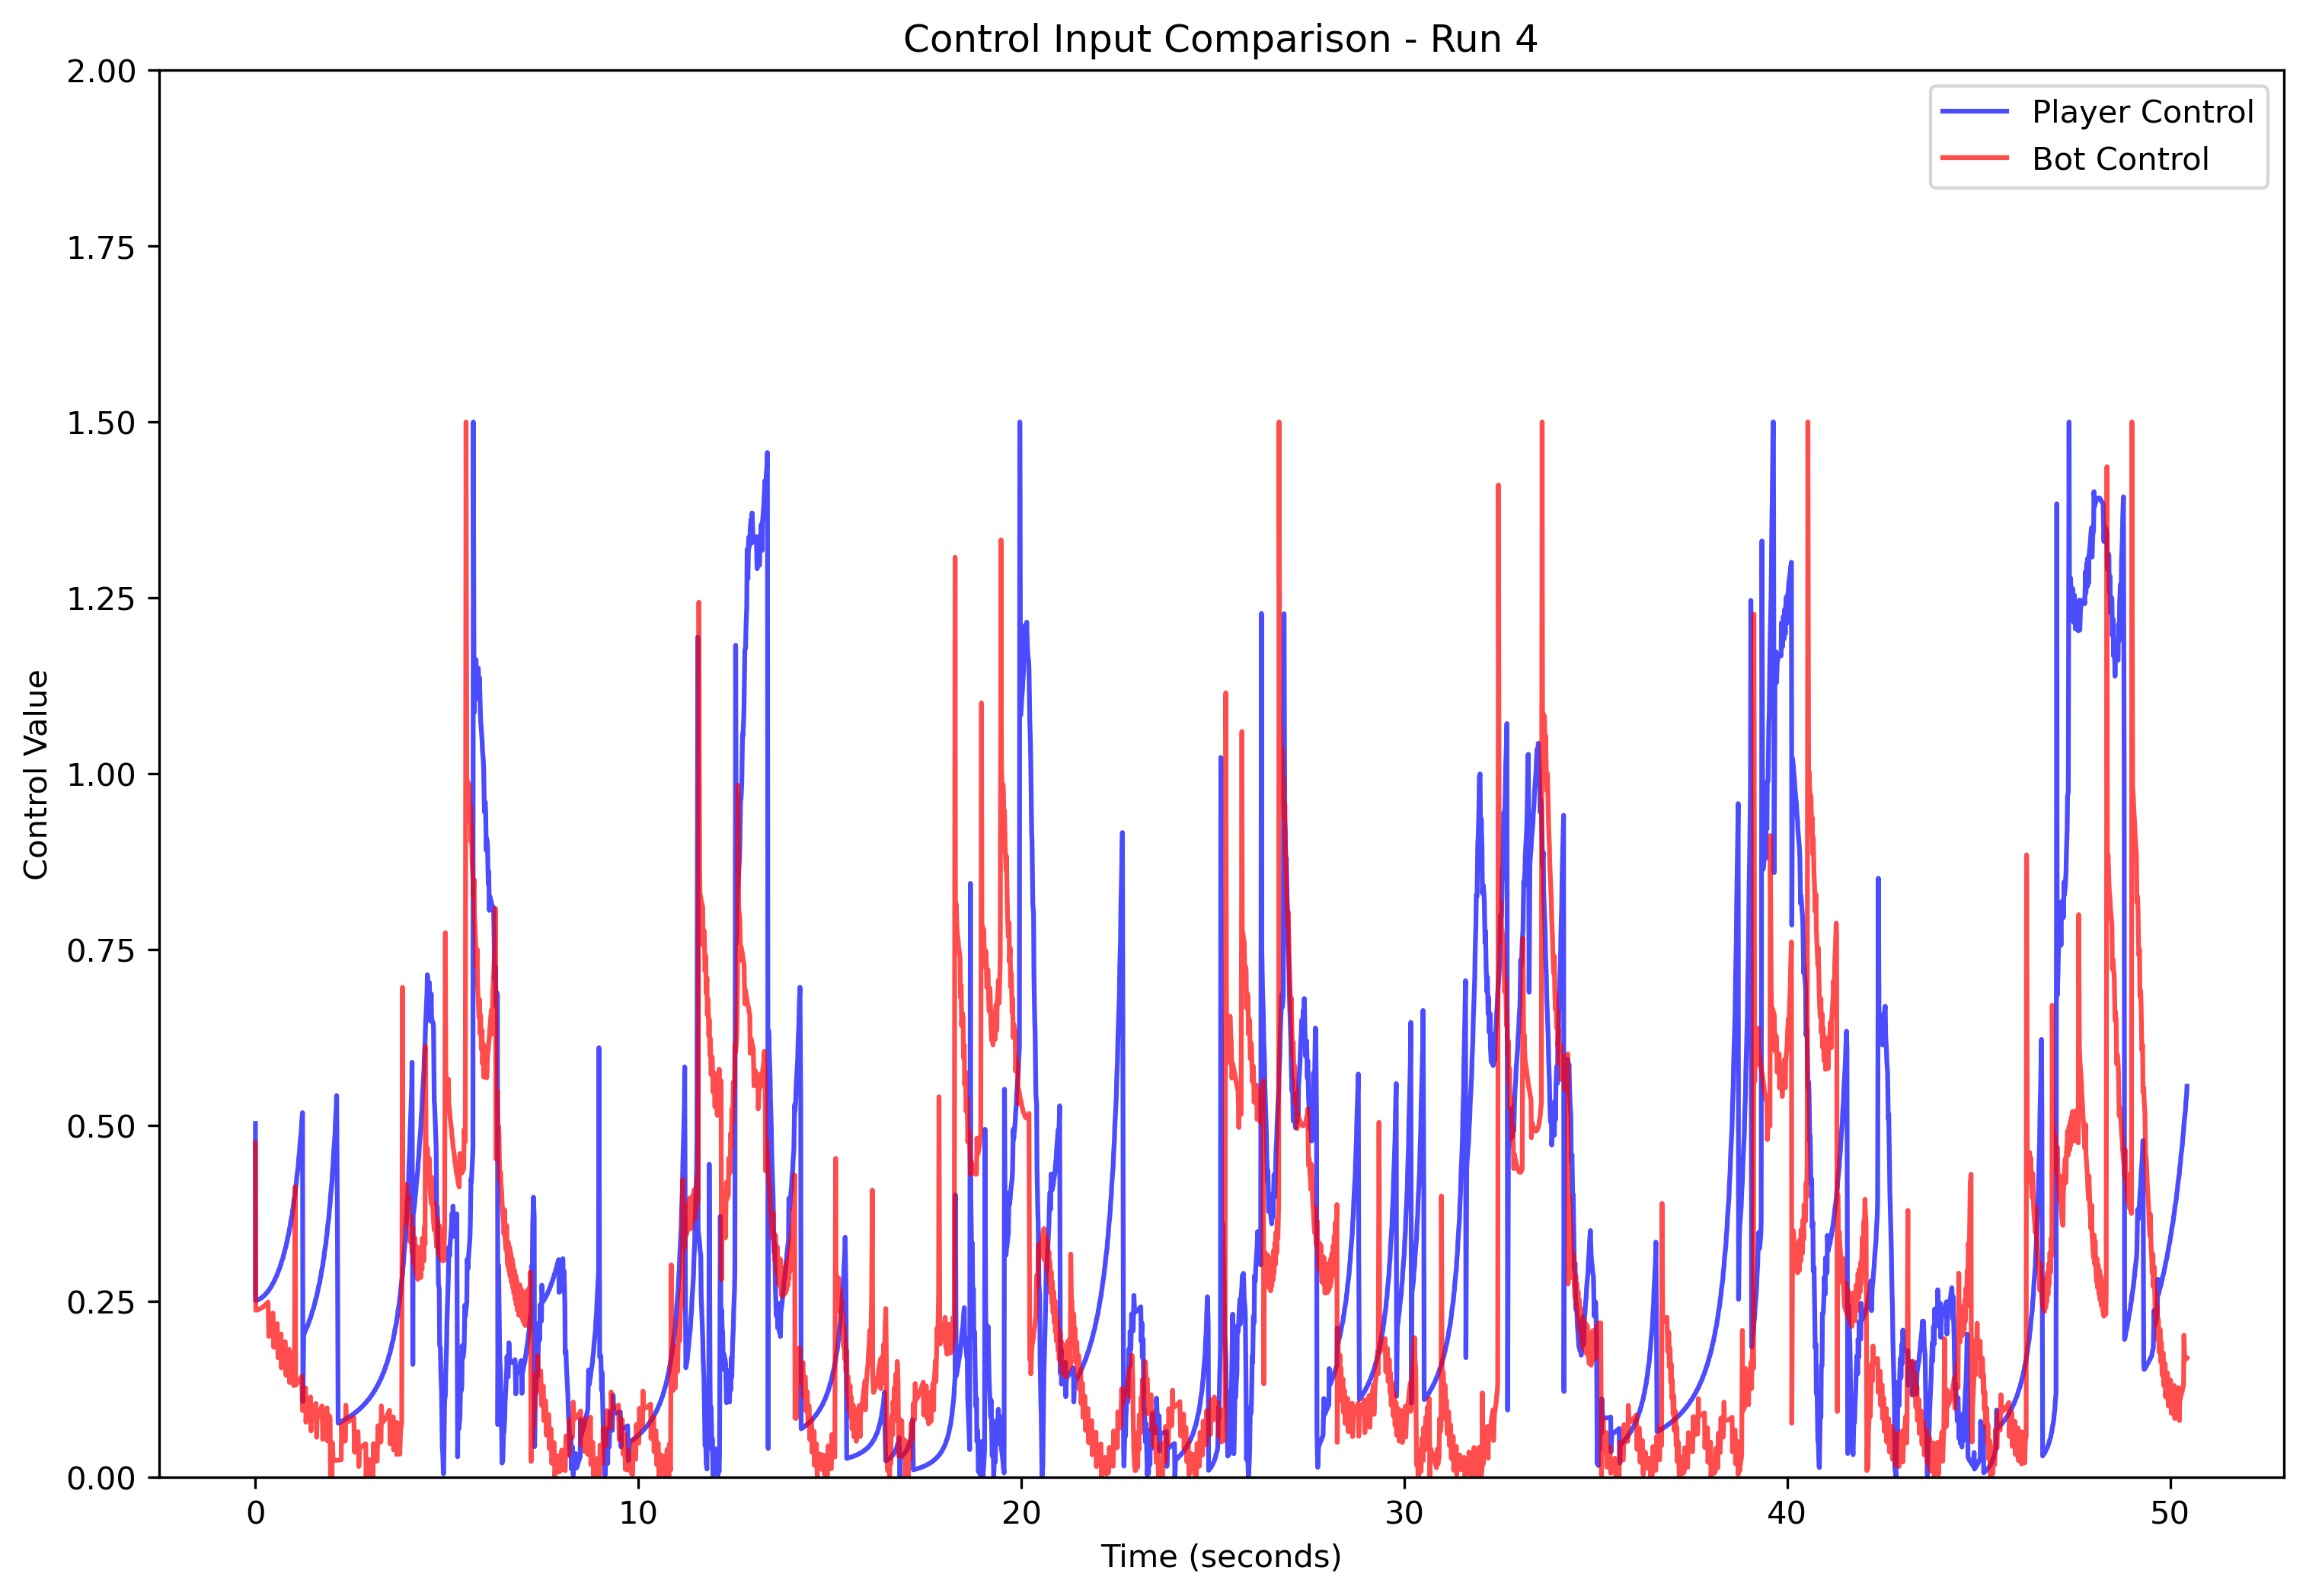 Control Input Comparison - Run 4
Player Control
Bot Control
Control Value
2.00
1.75
1.50
1.25
1.00
0.75
0.50
0.25
0.00
0 10 20 30 40 50
Time (seconds)